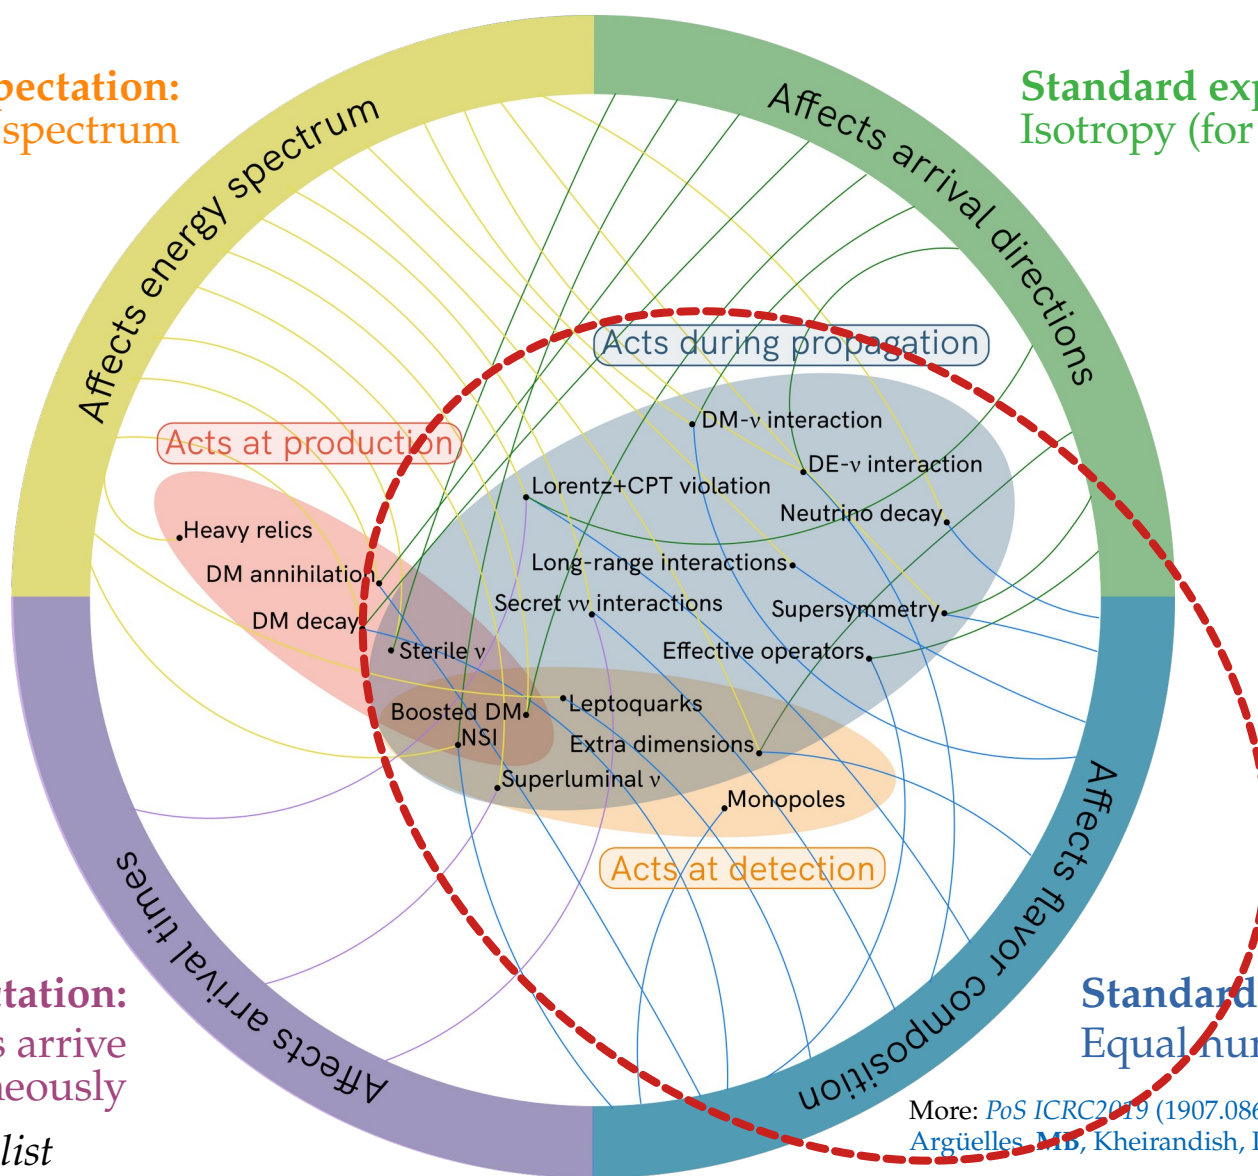 pectation:
spectrum
Standard exp
Isotropy (for
Affects energy spectrum
Affects arrival directions
Acts during propagation
DM-ν interaction
Acts at production
DE-ν interaction
Lorentz+CPT violation
Neutrino decay
Heavy relics
Long-range interactions
DM annihilation
Secret νν interactions
Supersymmetry
DM decay
Sterile ν
Effective operators
Leptoquarks
Boosted DM
NSI
Extra dimensions
Superluminal ν
Monopoles
Acts at detection
Affects arrival times
Affects flavor composition
tation:
s arrive
neously
list
Standard
Equal nur
More: PoS ICRC2019 (1907.086
Argüelles, MB, Kheirandish, I